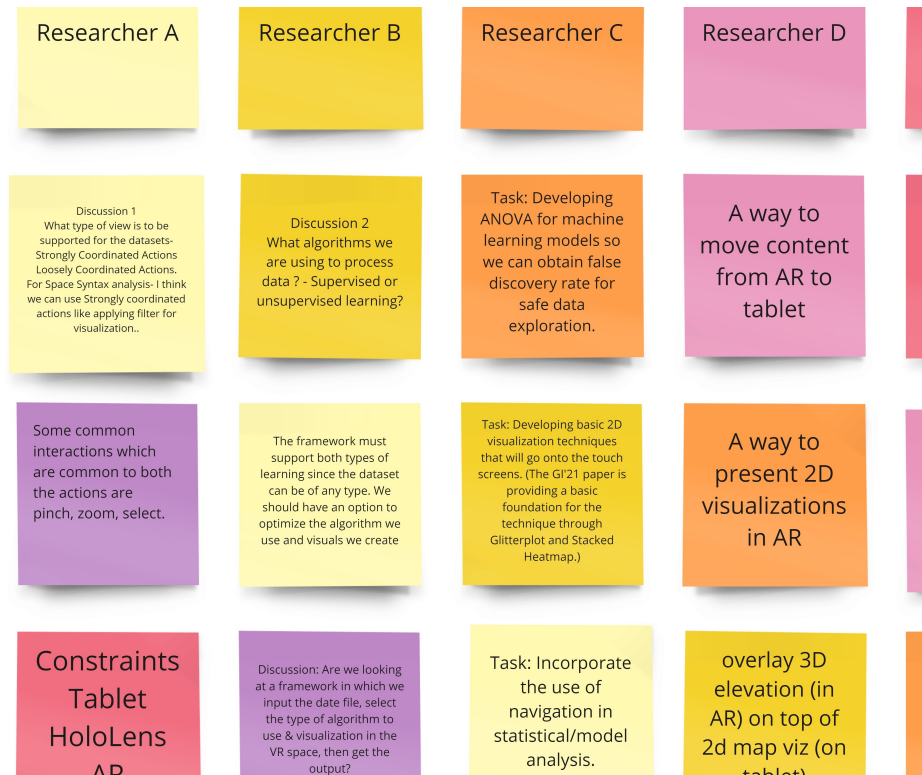 Researcher A
Researcher B
Researcher C
Researcher D
Discussion 1
What type of view is to be
supported for the datasets-
Strongly Coordinated Actions
Loosely Coordinated Actions.
For Space Syntax analysis- I think
we can use Strongly coordinated
actions like applying filter for
visualization..
Discussion 2
What algorithms we
are using to process
data ? - Supervised or
unsupervised learning?
Task: Developing
ANOVA for machine
learning models so
we can obtain false
discovery rate for
safe data
exploration.
A way to
move content
from AR to
tablet
Some common
interactions which
are common to both
the actions are
pinch, zoom, select.
The framework must
support both types of
learning since the dataset
can be of any type. We
should have an option to
optimize the algorithm we
use and visuals we create
Task: Developing basic 2D
visualization techniques
that will go onto the touch
screens. (The GI'21 paper is
providing a basic
foundation for the
technique through
Glitterplot and Stacked
Heatmap.)
A way to
present 2D
visualizations
in AR
Constraints
Tablet
HoloLens
AR
Discussion: Are we looking
at a framework in which we
input the date file, select
the type of algorithm to
use & visualization in the
VR space, then get the
output?
Task: Incorporate
the use of
navigation in
statistical/model
analysis.
overlay 3D
elevation (in
AR) on top of
2d map viz (on
tablet)